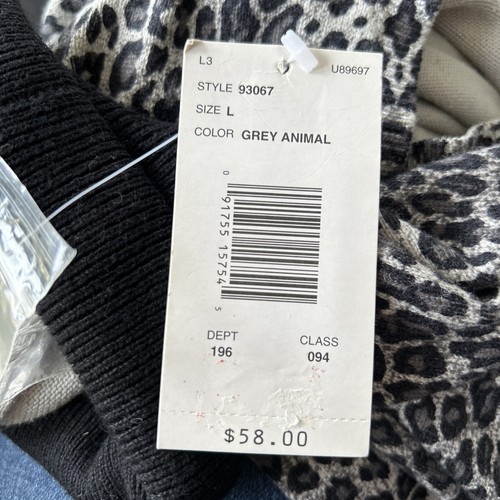 L3 U89697
STYLE 93067
SIZE L
COLOR GREY ANIMAL
0 91755 15754 5
DEPT CLASS
196 094
$58.00